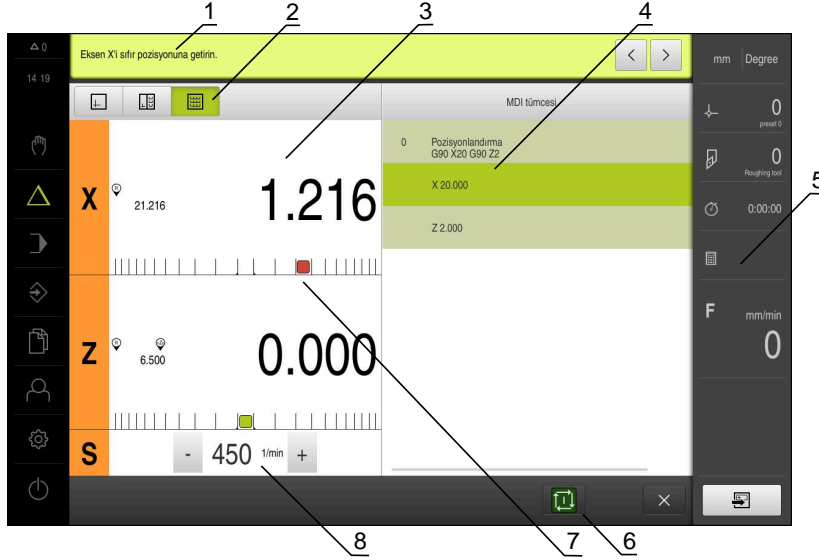 1
2
3
4
△ 0
14 19
Eksen X'i sıfır pozisyonuna getirin.
< >
mm Degree
MDI tümcesi
0 Pozisyonlandırma
G90 X20 G90 Z2
X 20.000
Z 2.000
X
R
21.216
1.216
Z
R
6.500
0.000
S
- 450 1/min +
0
preset 0
0
Roughing tool
0:00:00
5
F
mm/min
0
8
7
6